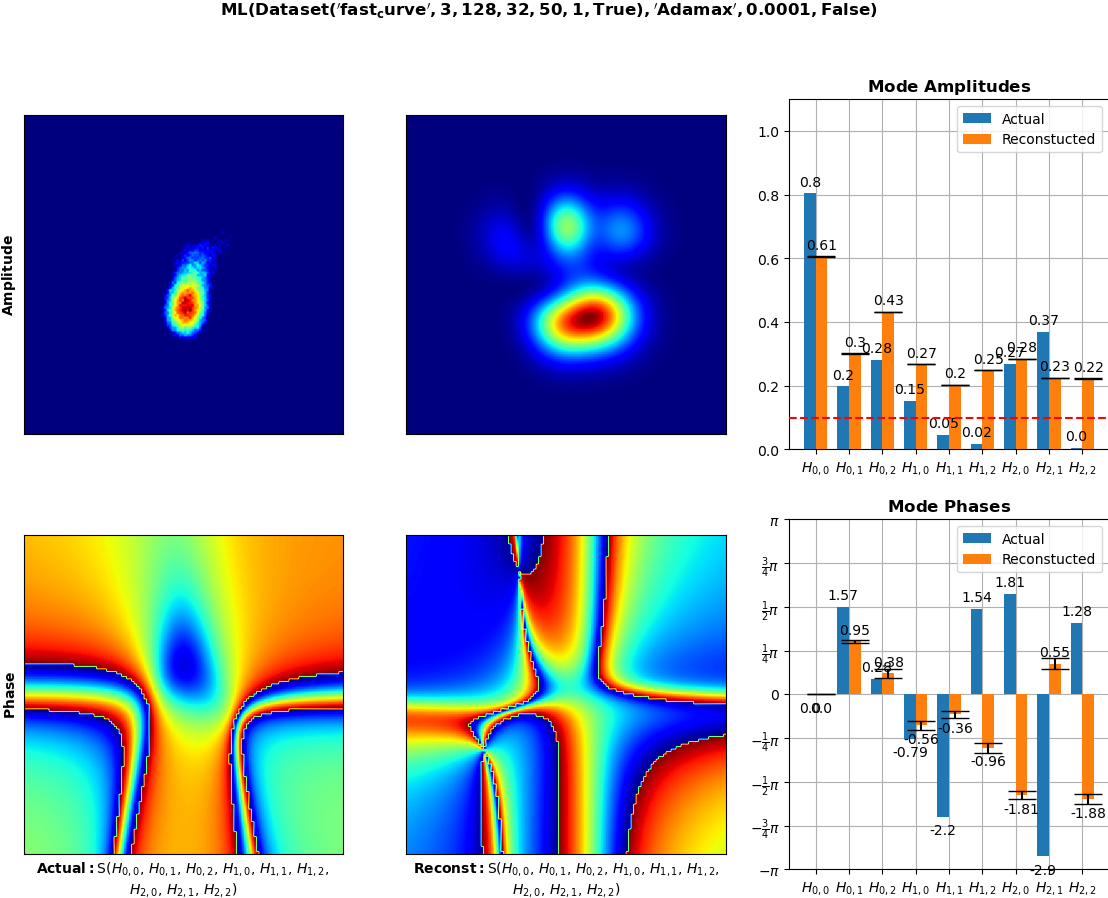 ML(Dataset('fast_curve', 3, 128, 32, 50, 1, True), 'Adamax', 0.0001, False)
Amplitude
Mode Amplitudes
Actual
Reconstucted
1.0
0.8
0.6
0.4
0.2
0.0
0.8
0.61
0.2
0.3
0.28
0.43
0.15
0.27
0.05
0.2
0.02
0.25
0.27
0.28
0.37
0.23
0.0
0.22
H0,0 H0,1 H0,2 H1,0 H1,1 H1,2 H2,0 H2,1 H2,2
Phase
Actual: S(H0,0, H0,1, H0,2, H1,0, H1,1, H1,2,
H2,0, H2,1, H2,2)
Reconst: S(H0,0, H0,1, H0,2, H1,0, H1,1, H1,2,
H2,0, H2,1, H2,2)
Mode Phases
Actual
Reconstucted
π
3/4π
1/2π
1/4π
0
−1/4π
−1/2π
−3/4π
−π
0.0
0.0
1.57
0.95
0.28
0.38
-0.79
-0.56
-2.2
-0.36
1.54
-0.96
1.81
-1.81
-2.9
0.55
1.28
-1.88
H0,0 H0,1 H0,2 H1,0 H1,1 H1,2 H2,0 H2,1 H2,2